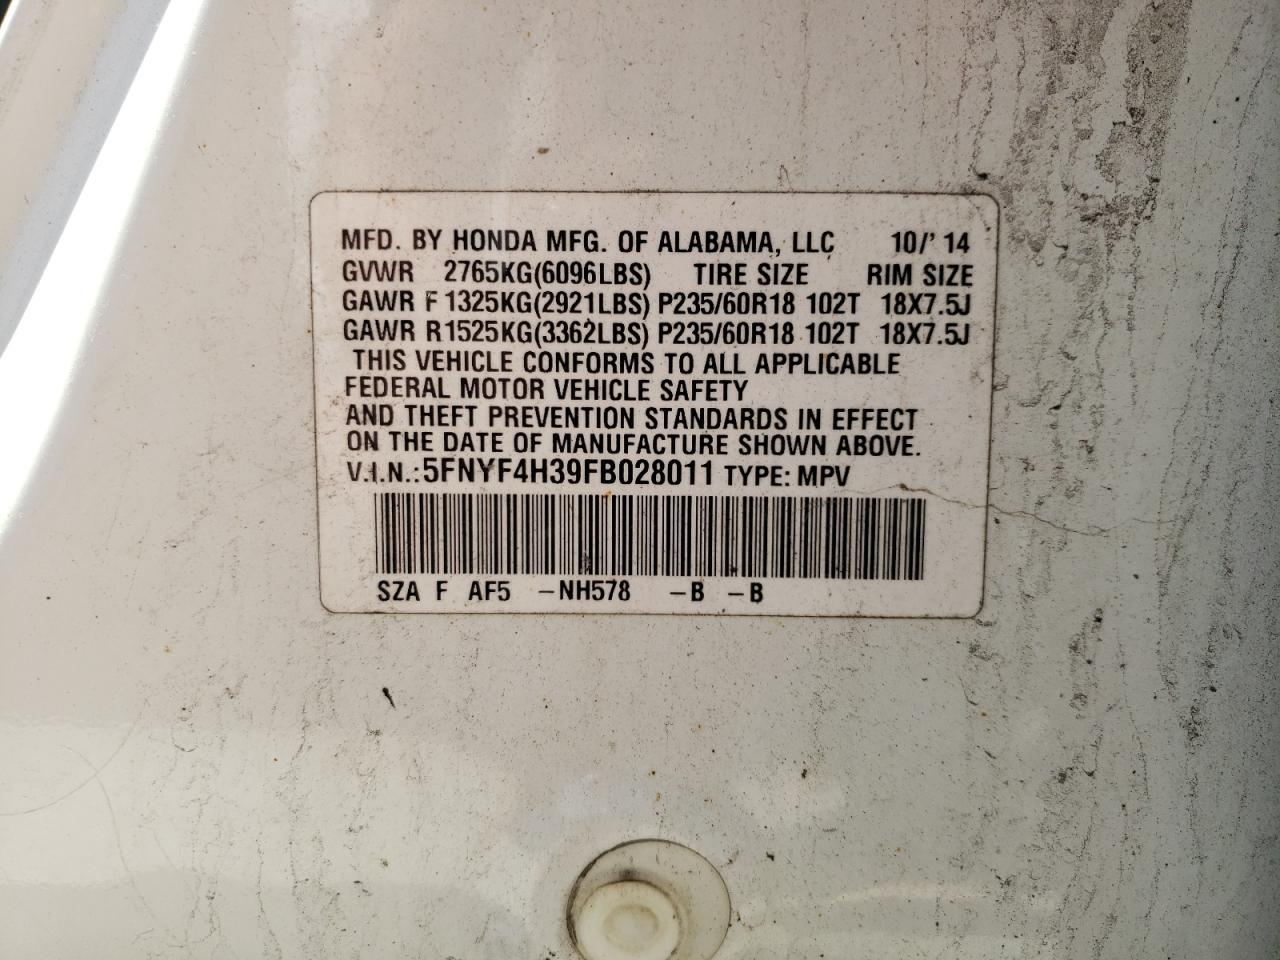 MFD. BY HONDA MFG. OF ALABAMA, LLC 10/' 14
GVWR 2765KG(6096LBS) TIRE SIZE RIM SIZE
GAWR F 1325KG(2921LBS) P235/60R18 102T 18X7.5J
GAWR R1525KG(3362LBS) P235/60R18 102T 18X7.5J
THIS VEHICLE CONFORMS TO ALL APPLICABLE
FEDERAL MOTOR VEHICLE SAFETY
AND THEFT PREVENTION STANDARDS IN EFFECT
ON THE DATE OF MANUFACTURE SHOWN ABOVE.
V.I.N.:5FNYF4H39FB028011 TYPE: MPV
SZA F AF5 -NH578 -B -B